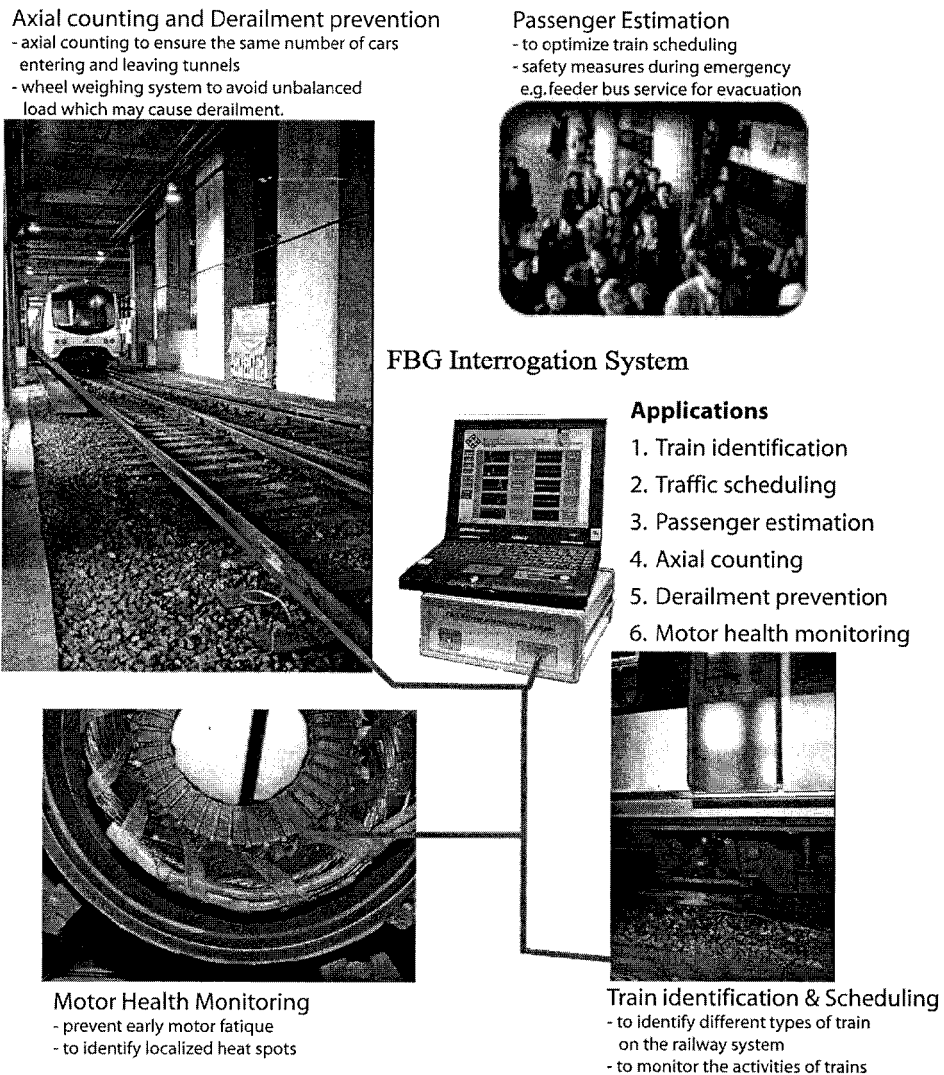 Axial counting and Derailment prevention
- axial counting to ensure the same number of cars
entering and leaving tunnels
- wheel weighing system to avoid unbalanced
load which may cause derailment.
Passenger Estimation
- to optimize train scheduling
- safety measures during emergency
e.g.feeder bus service for evacuation
FBG Interrogation System
Applications
1. Train identification
2. Traffic scheduling
3. Passenger estimation
4. Axial counting
5. Derailment prevention
6. Motor health monitoring
Motor Health Monitoring
- prevent early motor fatique
- to identify localized heat spots
Train identification & Scheduling
- to identify different types of train
on the railway system
- to monitor the activities of trains